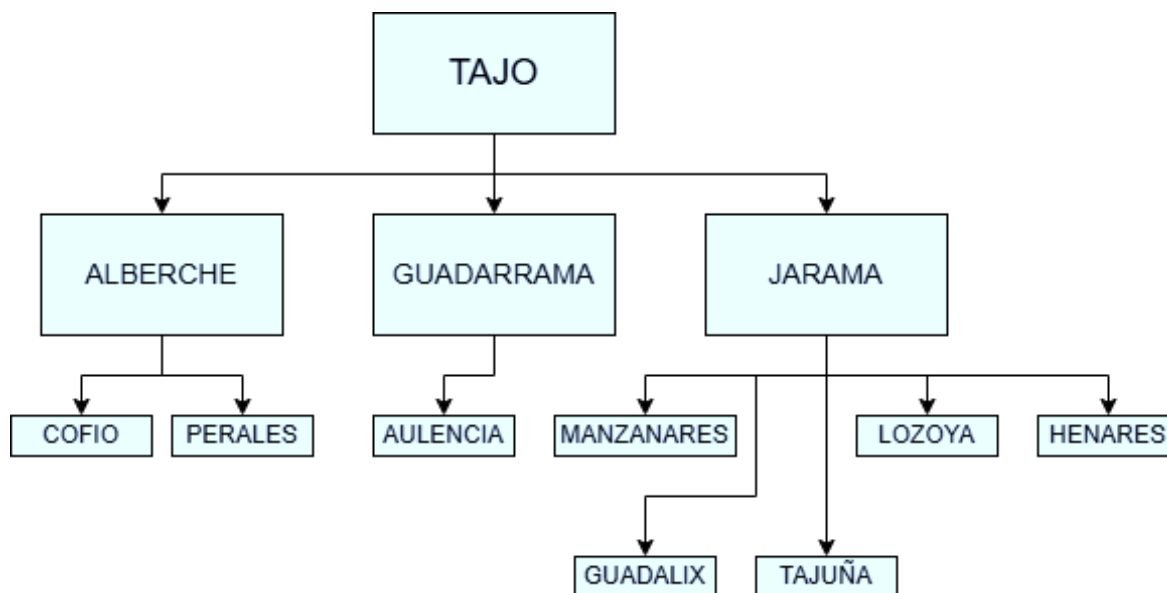 TAJO
ALBERCHE
GUADARRAMA
JARAMA
COFIO
PERALES
AULENCIA
MANZANARES
LOZOYA
HENARES
GUADALIX
TAJUÑA